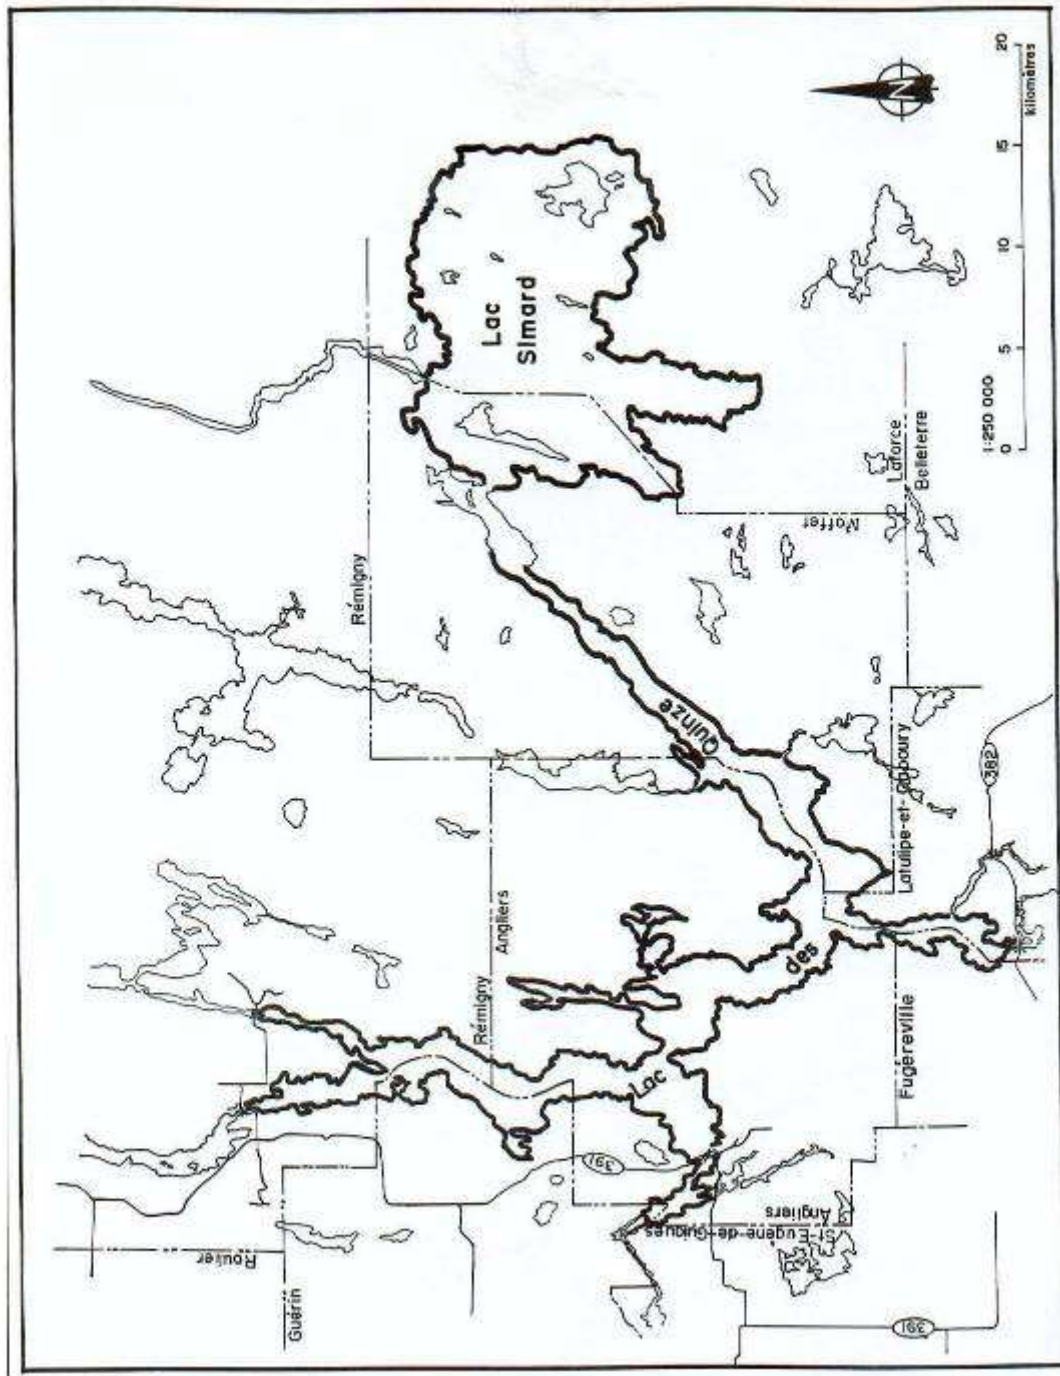 Rouler
Guérin
Rémigny
Rémigny
Angliers
Lac
Simard
391
Lac
des
Quinze
St-Eugène-de-Guigues
Angliers
Fugèreville
Latulipe-et-Gaboury
Moffet
Laforce
Belleterre
382
391
N
1:250 000
0 5 10 15 20
kilomètres